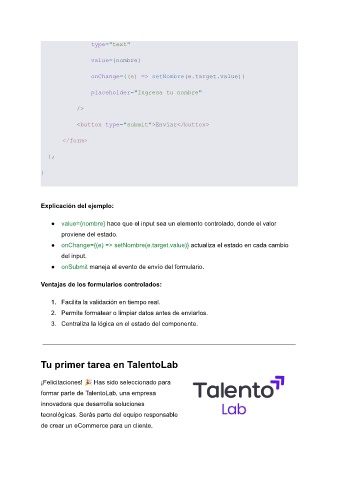 type="text"
value={nombre}
onChange={(e) => setNombre(e.target.value)}
placeholder="Ingresa tu nombre"
/>
<button type="submit">Enviar</button>
</form>
);
}
Explicación del ejemplo:
● value={nombre} hace que el input sea un elemento controlado, donde el valor
proviene del estado.
● onChange={(e) => setNombre(e.target.value)} actualiza el estado en cada cambio
del input.
● onSubmit maneja el evento de envío del formulario.
Ventajas de los formularios controlados:
1. Facilita la validación en tiempo real.
2. Permite formatear o limpiar datos antes de enviarlos.
3. Centraliza la lógica en el estado del componente.
Tu primer tarea en TalentoLab
¡Felicitaciones! 🎉 Has sido seleccionado para
formar parte de TalentoLab, una empresa
innovadora que desarrolla soluciones
tecnológicas. Serás parte del equipo responsable
de crear un eCommerce para un cliente.
Talento
Lab